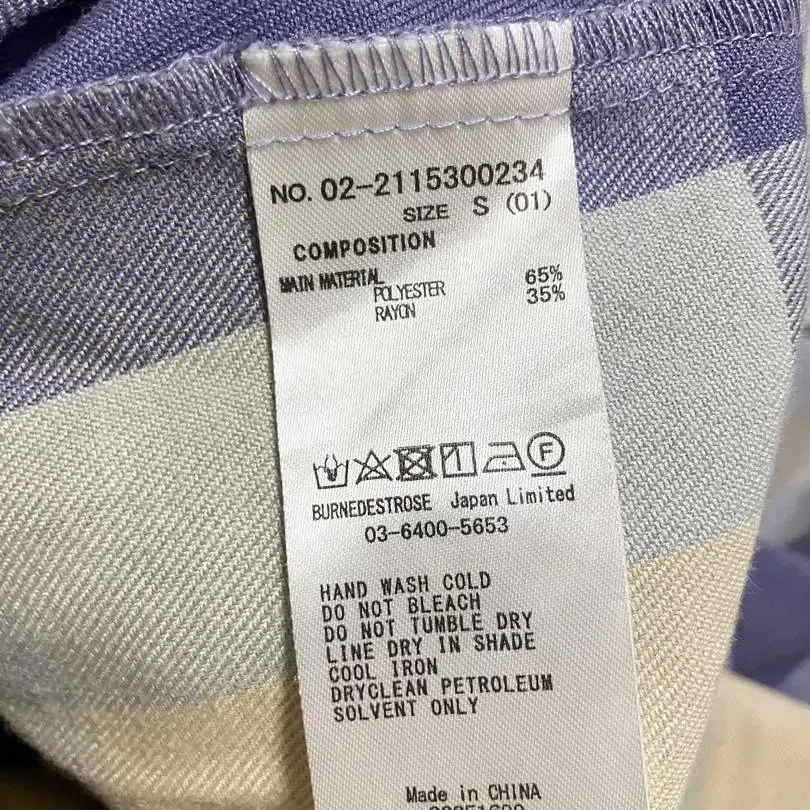 NO. 02-2115300234
SIZE S (01)
COMPOSITION
MAIN MATERIAL
POLYESTER 65%
RAYON 35%
F
BURNEDESTROSE Japan Limited
03-6400-5653
HAND WASH COLD
DO NOT BLEACH
DO NOT TUMBLE DRY
LINE DRY IN SHADE
COOL IRON
DRYCLEAN PETROLEUM
SOLVENT ONLY
Made in CHINA